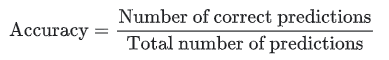 Accuracy = Number of correct predictions
Total number of predictions